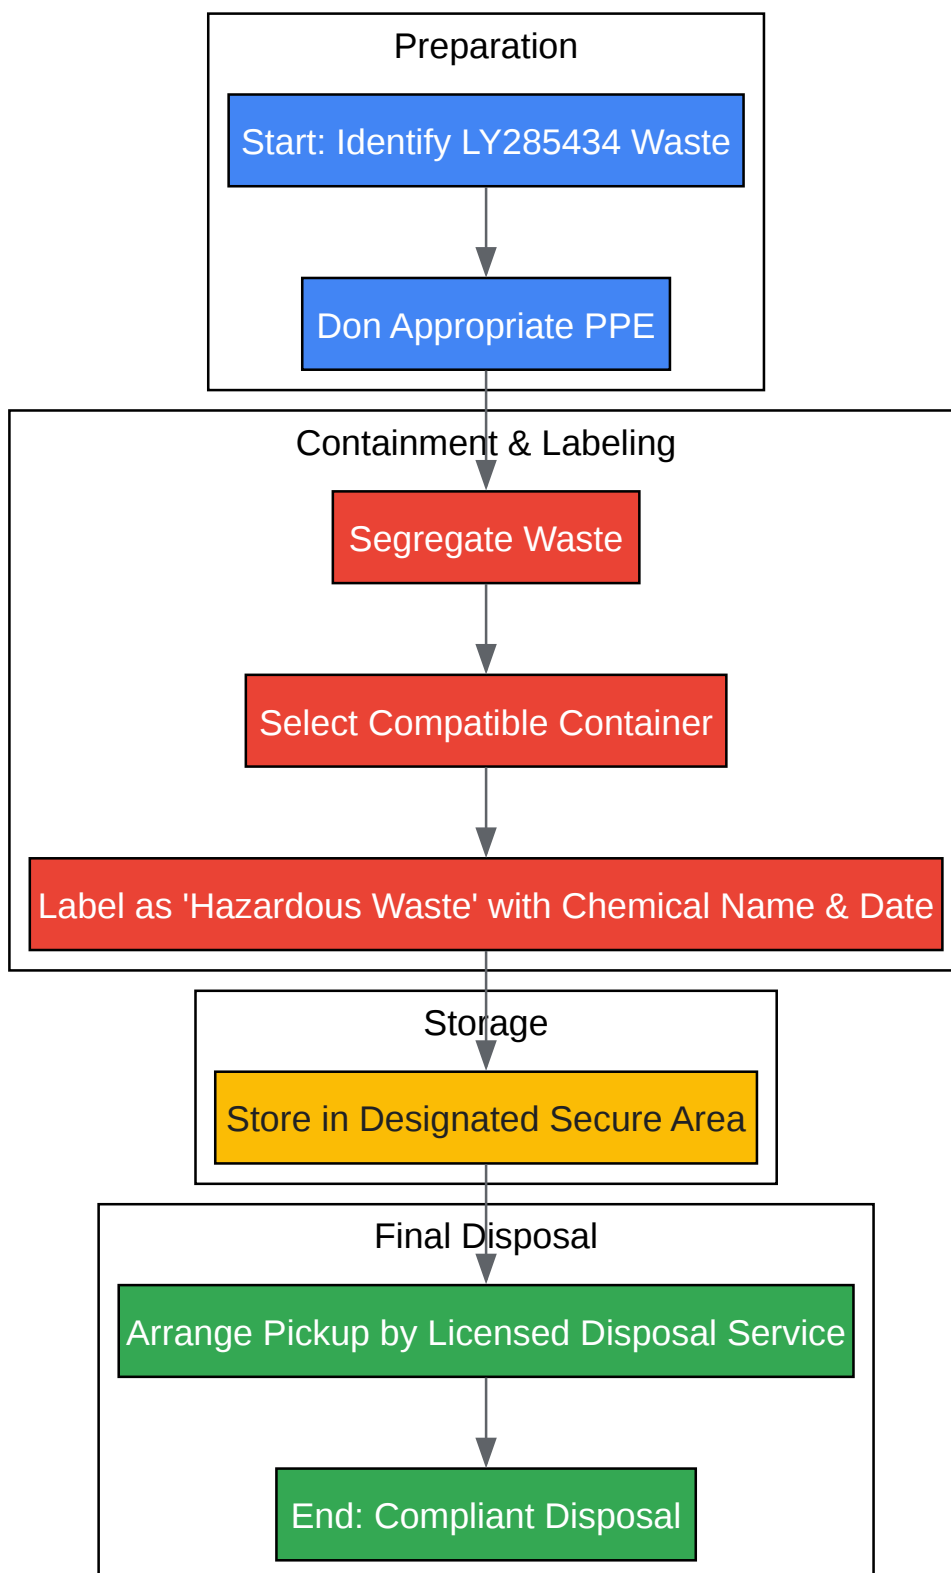 Preparation
Start: Identify LY285434 Waste
Don Appropriate PPE
Containment & Labeling
Segregate Waste
Select Compatible Container
Label as 'Hazardous Waste' with Chemical Name & Date
Storage
Store in Designated Secure Area
Final Disposal
Arrange Pickup by Licensed Disposal Service
End: Compliant Disposal